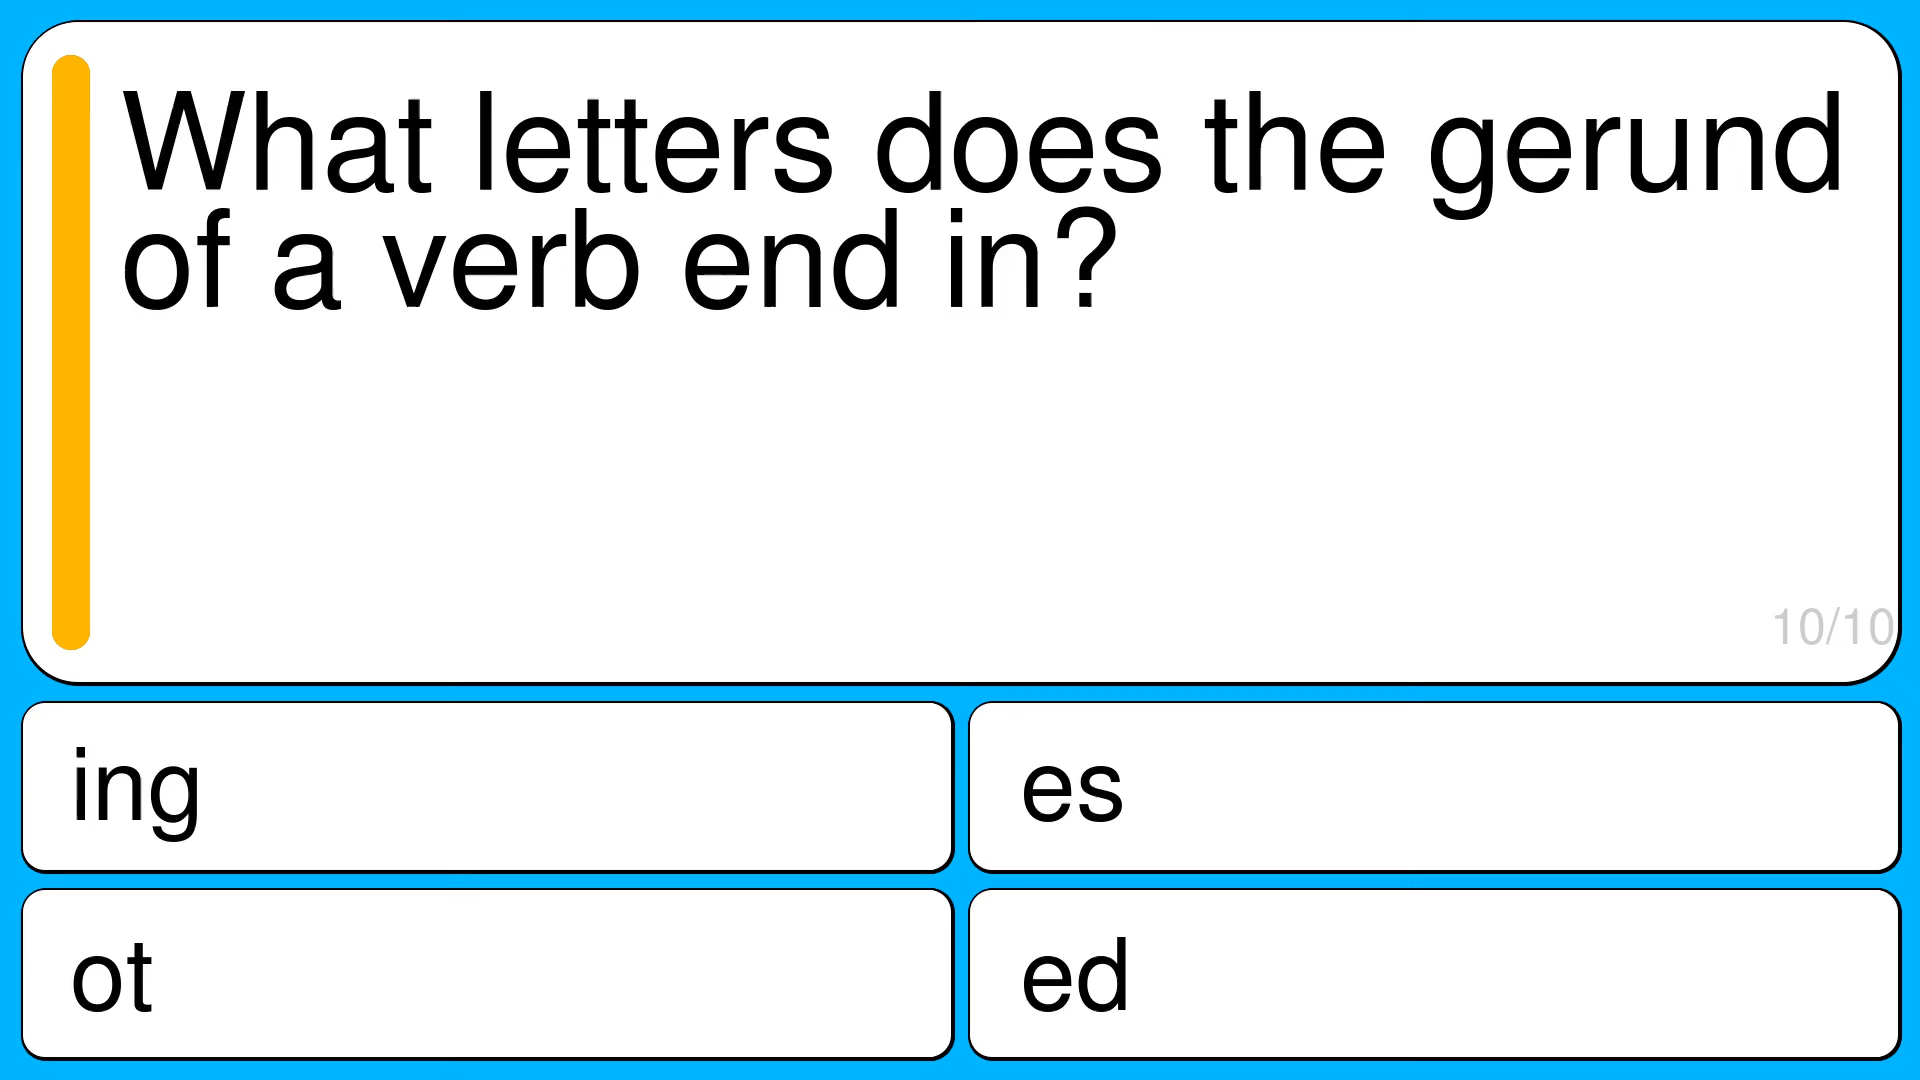 What letters does the gerund
of a verb end in?
10/10
ing
es
ot
ed